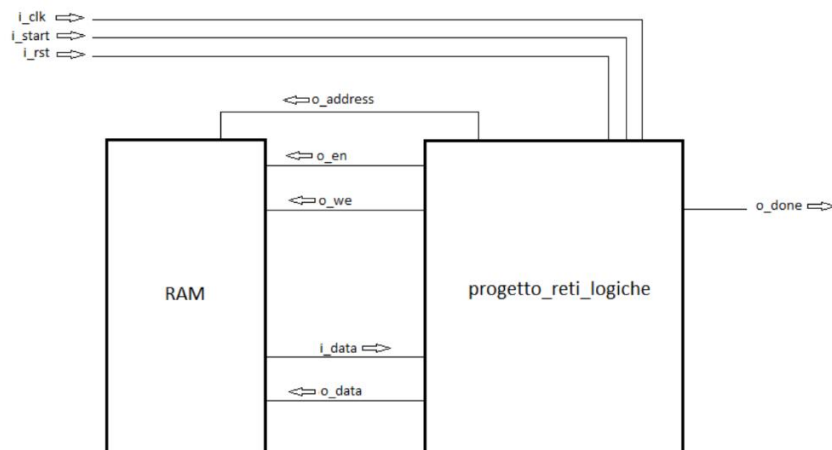 i_clk
i_start
i_rst
o_address
o_en
o_we
o_done
RAM
progetto_reti_logiche
i_data
o_data